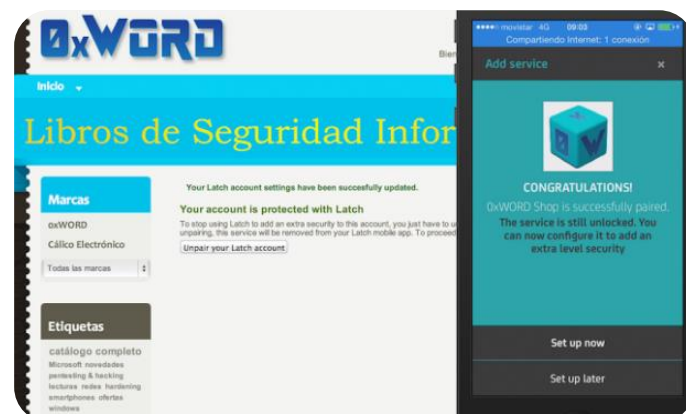 0xWORD
Bien
Inicio
Libros de Seguridad Infor
Marcas
0xWORD
Cálico Electrónico
Todas las marcas
Etiquetas
catálogo completo
Microsoft novedades
pentesting & hacking
lecturas redes hardening
smartphones ofertas
windows
Your Latch account settings have been succesfully updated.
Your account is protected with Latch
To stop using Latch to add an extra security to this account, you just have to u
unpairing, this service will be removed from your Latch mobile app. To proceed
Unpair your Latch account
movistar 4G 09:03
Compartiendo Internet: 1 conexión
Add service ×
0 W
CONGRATULATIONS!
0xWORD Shop is successfully paired.
The service is still unlocked. You
can now configure it to add an
extra level security
Set up now
Set up later